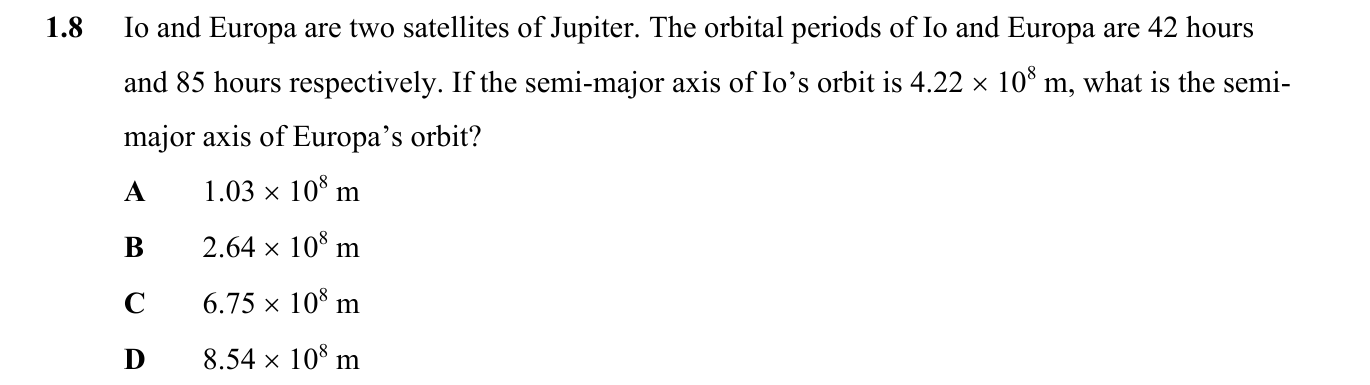 1.8 Io and Europa are two satellites of Jupiter. The orbital periods of Io and Europa are 42 hours
and 85 hours respectively. If the semi-major axis of Io’s orbit is 4.22 × 10⁸ m, what is the semi-
major axis of Europa’s orbit?
A 1.03 × 10⁸ m
B 2.64 × 10⁸ m
C 6.75 × 10⁸ m
D 8.54 × 10⁸ m